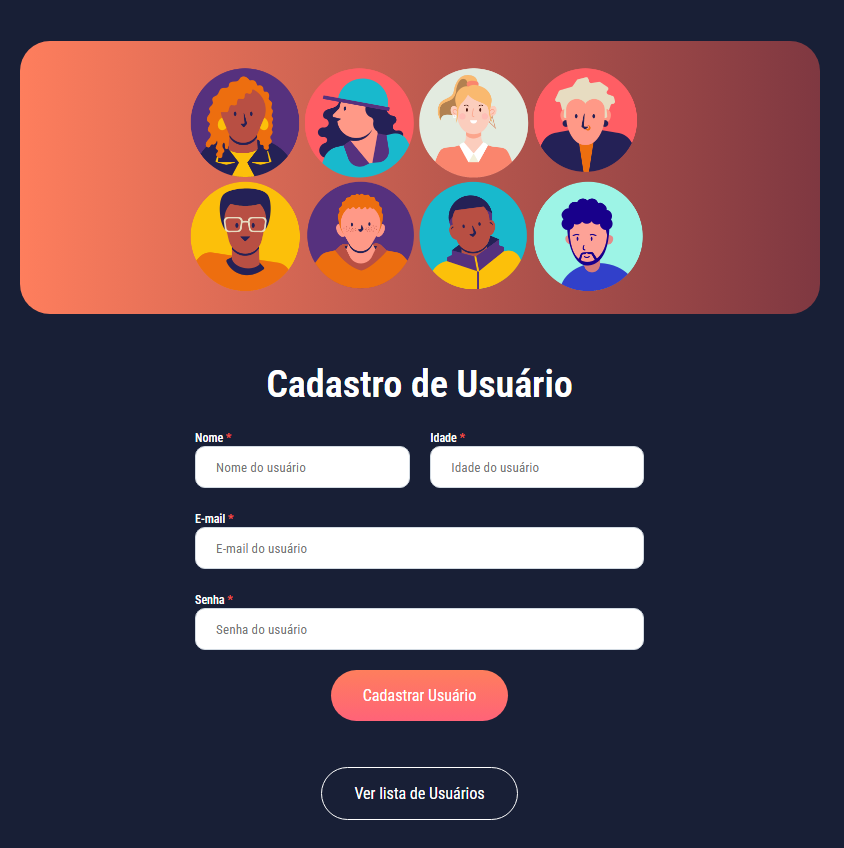 Cadastro de Usuário
Nome * Idade *
Nome do usuário Idade do usuário
E-mail *
E-mail do usuário
Senha *
Senha do usuário
Cadastrar Usuário
Ver lista de Usuários